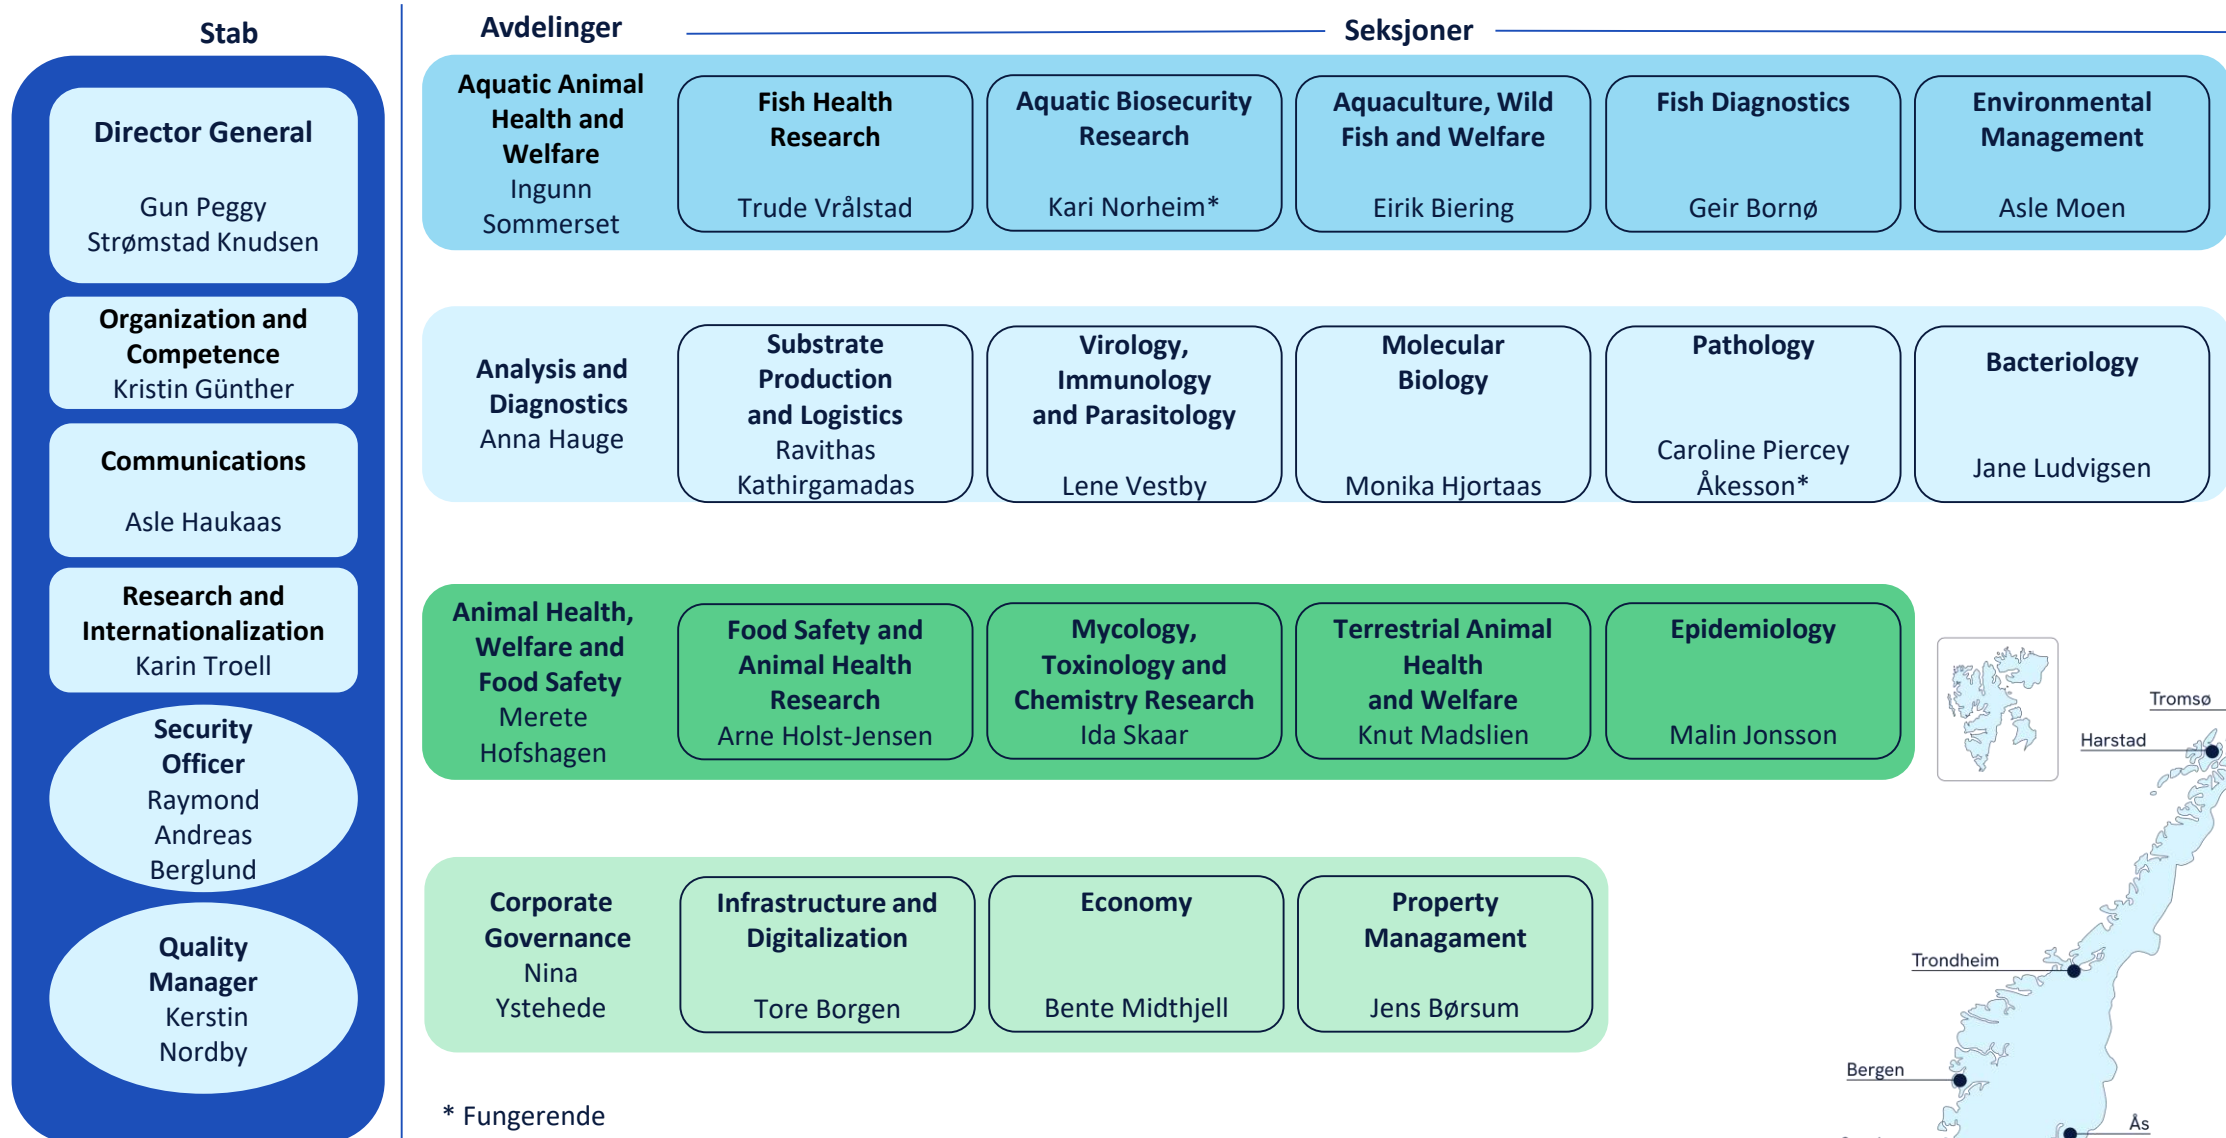 Stab
Director General
Gun Peggy
Strømstad Knudsen
Organization and
Competence
Kristin Günther
Communications
Asle Haukaas
Research and
Internationalization
Karin Troell
Security
Officer
Raymond
Andreas
Berglund
Quality
Manager
Kerstin
Nordby
Avdelinger
Seksjoner
Aquatic Animal
Health and
Welfare
Ingunn
Sommerset
Fish Health
Research
Trude Vrålstad
Aquatic Biosecurity
Research
Kari Norheim*
Aquaculture, Wild
Fish and Welfare
Eirik Biering
Fish Diagnostics
Geir Bornø
Environmental
Management
Asle Moen
Analysis and
Diagnostics
Anna Hauge
Substrate
Production
and Logistics
Ravithas
Kathirgamadas
Virology,
Immunology
and Parasitology
Lene Vestby
Molecular
Biology
Monika Hjortaas
Pathology
Caroline Piercey
Åkesson*
Bacteriology
Jane Ludvigsen
Animal Health,
Welfare and
Food Safety
Merete
Hofshagen
Food Safety and
Animal Health
Research
Arne Holst-Jensen
Mycology,
Toxinology and
Chemistry Research
Ida Skaar
Terrestrial Animal
Health
and Welfare
Knut Madslien
Epidemiology
Malin Jonsson
Corporate
Governance
Nina
Ystehede
Infrastructure and
Digitalization
Tore Borgen
Economy
Bente Midthjell
Property
Managament
Jens Børsum
* Fungerende
Tromsø
Harstad
Trondheim
Bergen
Ås